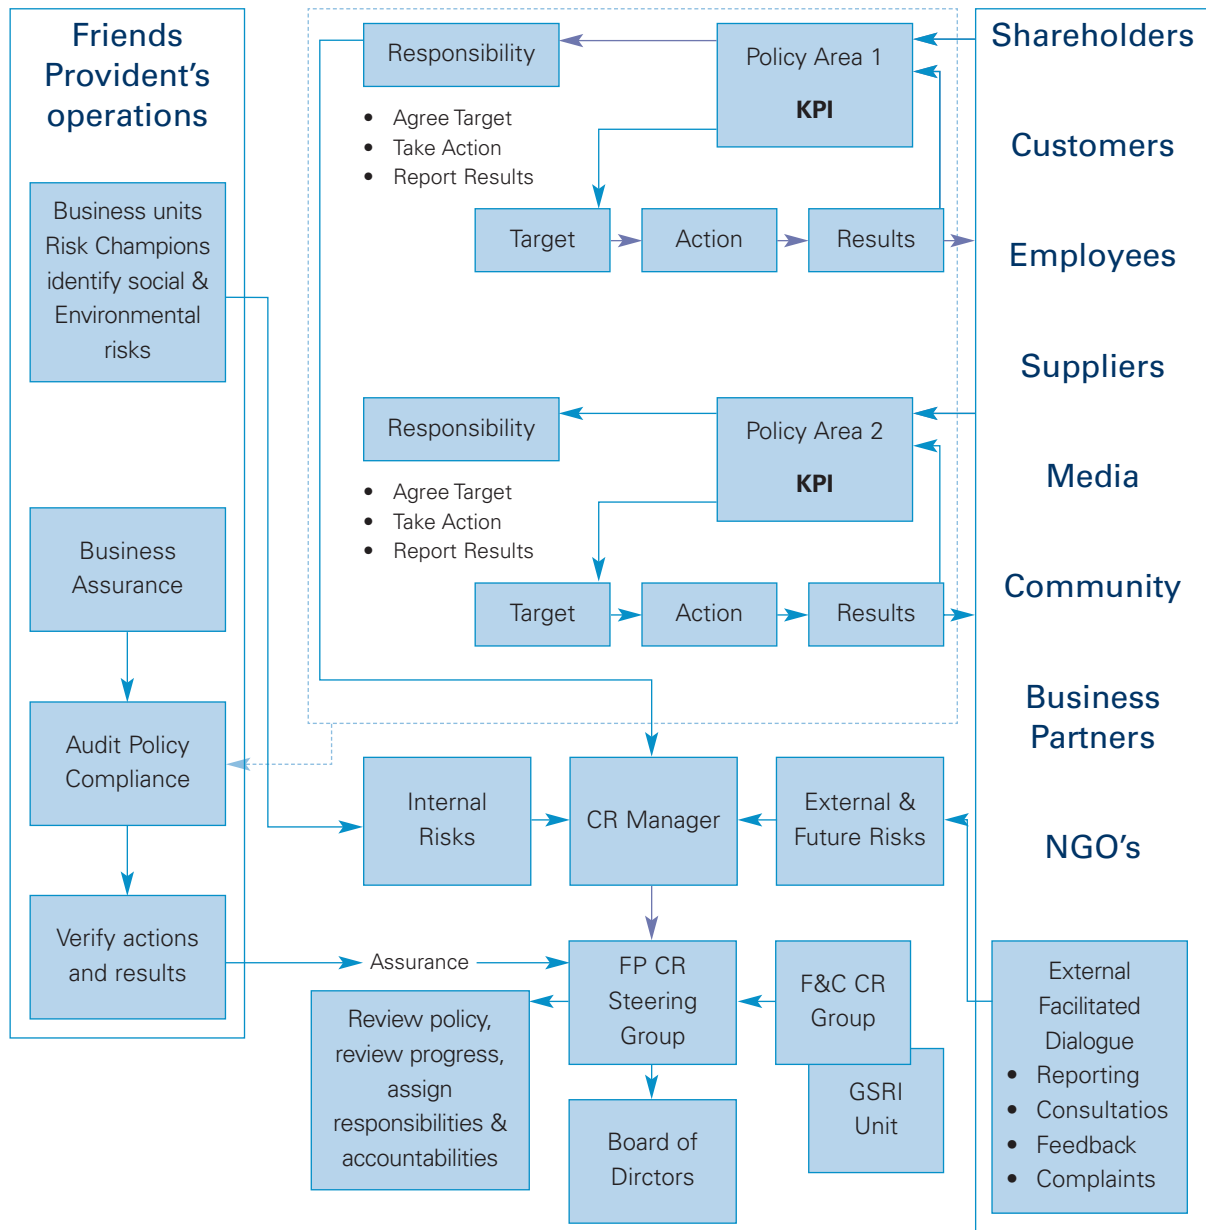 Friends
Provident's
operations
Business units
Risk Champions
identify social &
Environmental
risks
Business
Assurance
Audit Policy
Compliance
Verify actions
and results
Responsibility
• Agree Target
• Take Action
• Report Results
Policy Area 1
KPI
Target
Action
Results
Responsibility
• Agree Target
• Take Action
• Report Results
Policy Area 2
KPI
Target
Action
Results
Internal
Risks
CR Manager
External &
Future Risks
Assurance
FP CR
Steering
Group
F&C CR
Group
GSRI
Unit
Review policy,
review progress,
assign
responsibilities &
accountabilities
Board of
Dirctors
Shareholders
Customers
Employees
Suppliers
Media
Community
Business
Partners
NGO's
External
Facilitated
Dialogue
• Reporting
• Consultatios
• Feedback
• Complaints